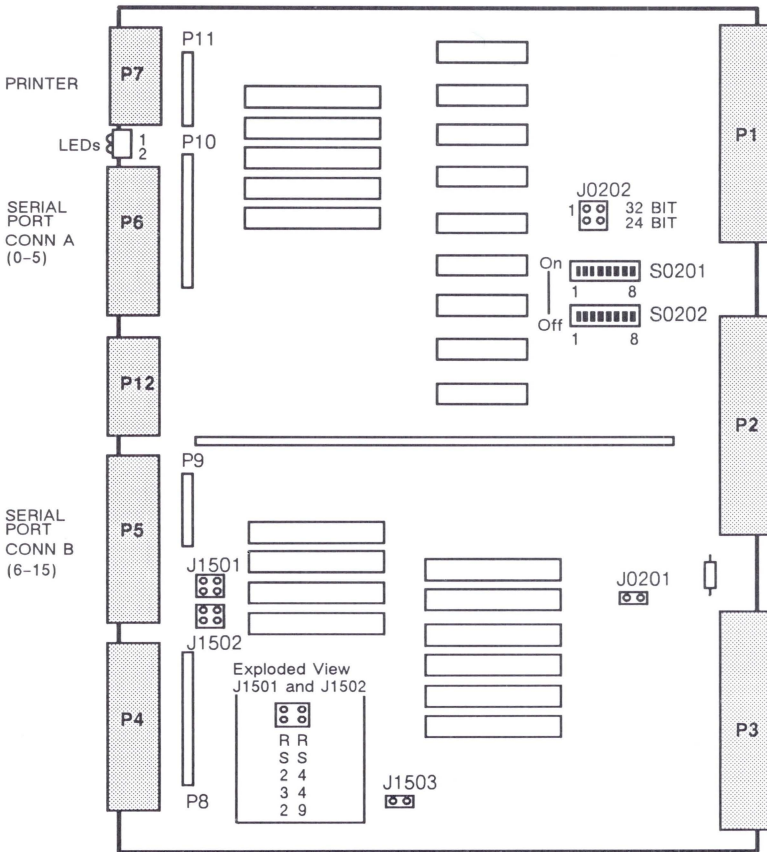 P11
PRINTER
P7
LEDs
1
2
P10
P1
SERIAL
PORT
CONN A
(0–5)
P6
J0202
1
32 BIT
24 BIT
On
Off
S0201
1 8
S0202
1 8
P12
P2
P9
SERIAL
PORT
CONN B
(6–15)
P5
J1501
J1502
J0201
P4
Exploded View
J1501 and J1502
R R
S S
2 4
3 4
2 9
P8
J1503
P3